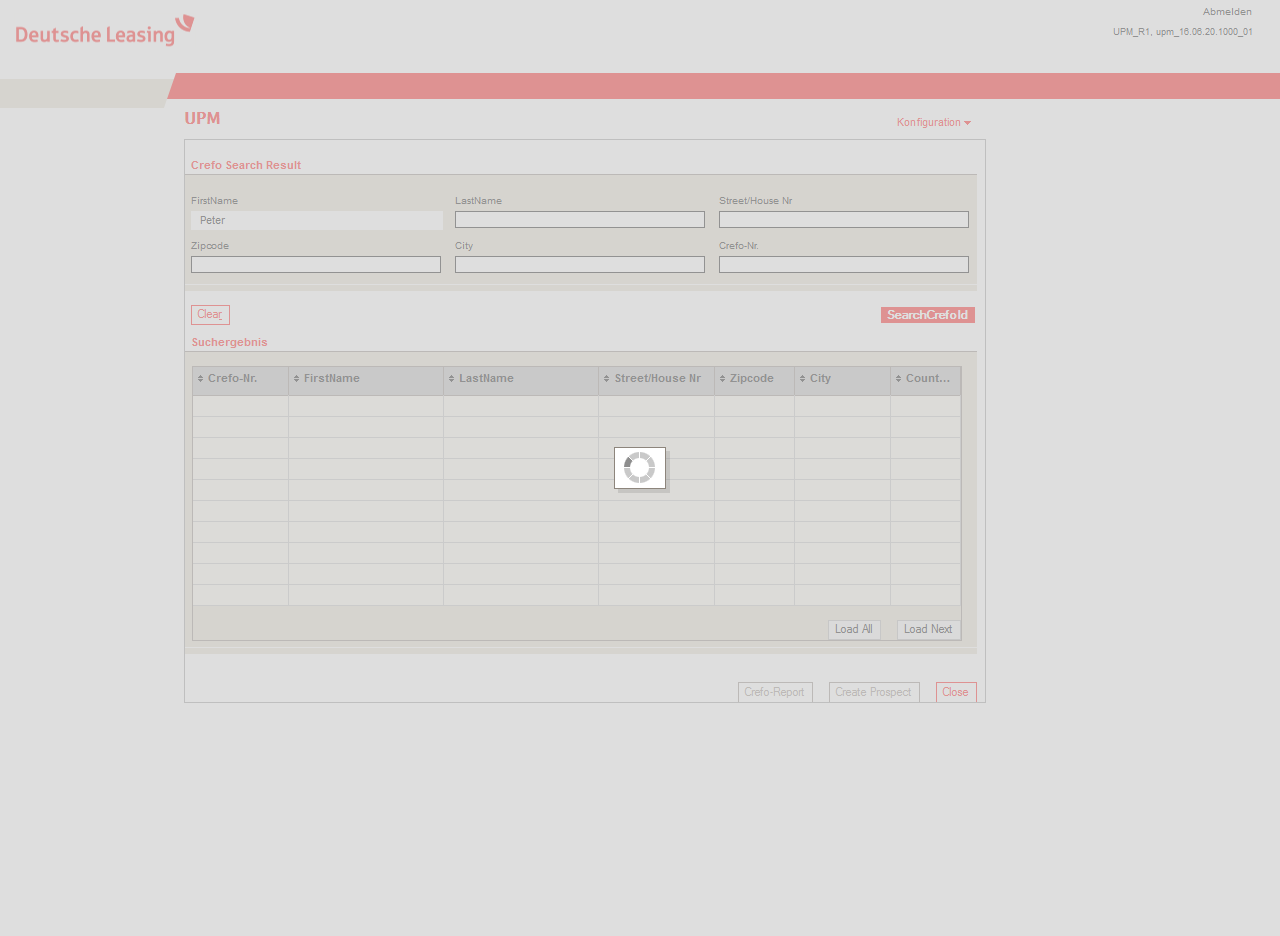 Deutsche Leasing
Abmelden
UPM_R1, upm_16.06.20.1000_01
UPM
Konfiguration
Crefo Search Result
FirstName LastName Street/House Nr
Peter
Zipcode City Crefo-Nr.
Clear SearchCrefoId
Suchergebnis
Crefo-Nr. FirstName LastName Street/House Nr Zipcode City Count...
Load All Load Next
Crefo-Report Create Prospect Close